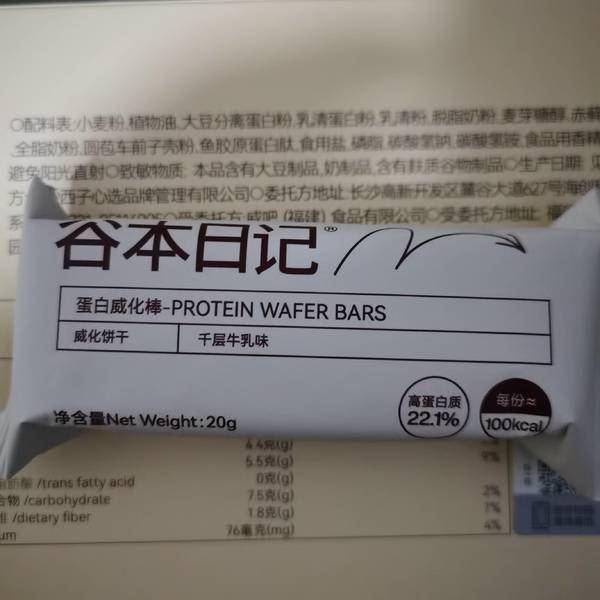 ○配料表:小麦粉,植物油,大豆分离蛋白粉,乳清蛋白粉,乳清粉,脱脂奶粉,麦芽糖醇,赤藓
,全脂奶粉,圆苞车前子壳粉,鱼胶原蛋白肽,食用盐,磷脂,碳酸氢钠,碳酸氢铵,食品用香精
避免阳光直射○致敏物质: 本品含有大豆制品,奶制品,含有麸质谷物制品○生产日期: 见
西子心选品牌管理有限公司○委托方地址:长沙高新开发区麓谷大道627号海创
受委托方:威吧(福建)食品有限公司○受委托方地址: 福
谷本日记®
蛋白威化棒-PROTEIN WAFER BARS
威化饼干 千层牛乳味
高蛋白质
22.1%
每份≈
100kcal
净含量Net Weight:20g
4.4克(g)
5.5克(g) 9%
/trans fatty acid 0克(g)
合物/carbohydrate 7.5克(g) 2%
/dietary fiber 1.8克(g) 7%
um 76毫克(mg) 4%